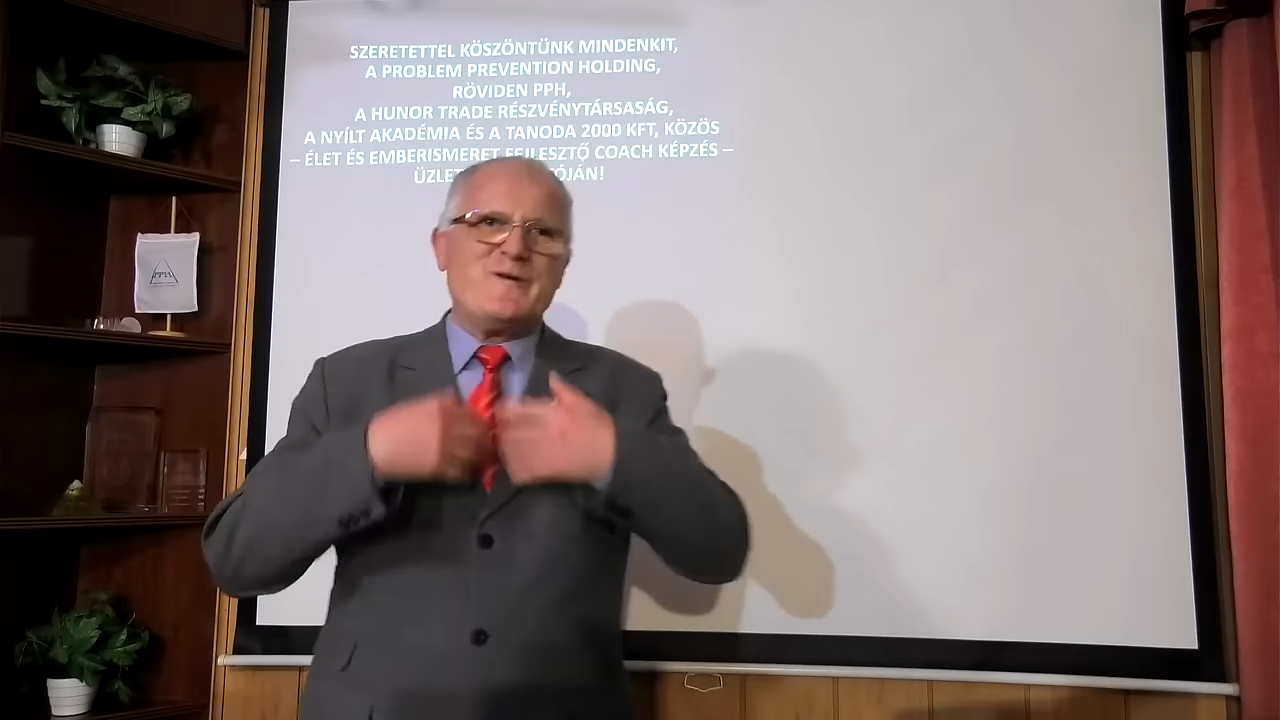 SZERETETTEL KÖSZÖNTÜNK MINDENKIT,
A PROBLEM PREVENTION HOLDING,
RÖVIDEN PPH,
A HUNOR TRADE RÉSZVÉNYTÁRSASÁG,
A NYÍLT AKADÉMIA ÉS A TANODA 2000 KFT, KÖZÖS
– ÉLET ÉS EMBERISMERET FEJLESZTŐ COACH KÉPZÉS –